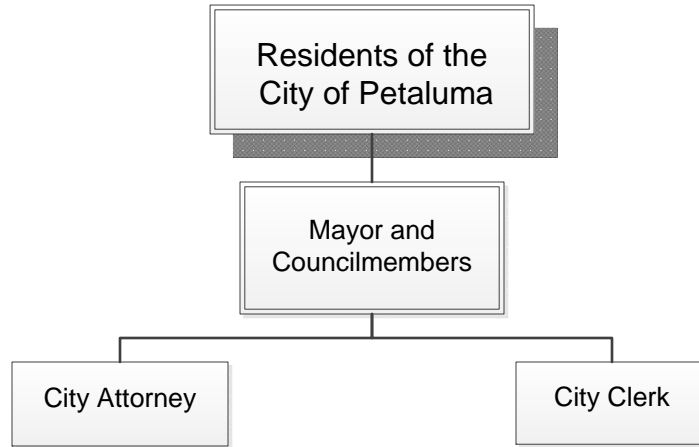 Residents of the
City of Petaluma
Mayor and
Councilmembers
City Attorney
City Clerk